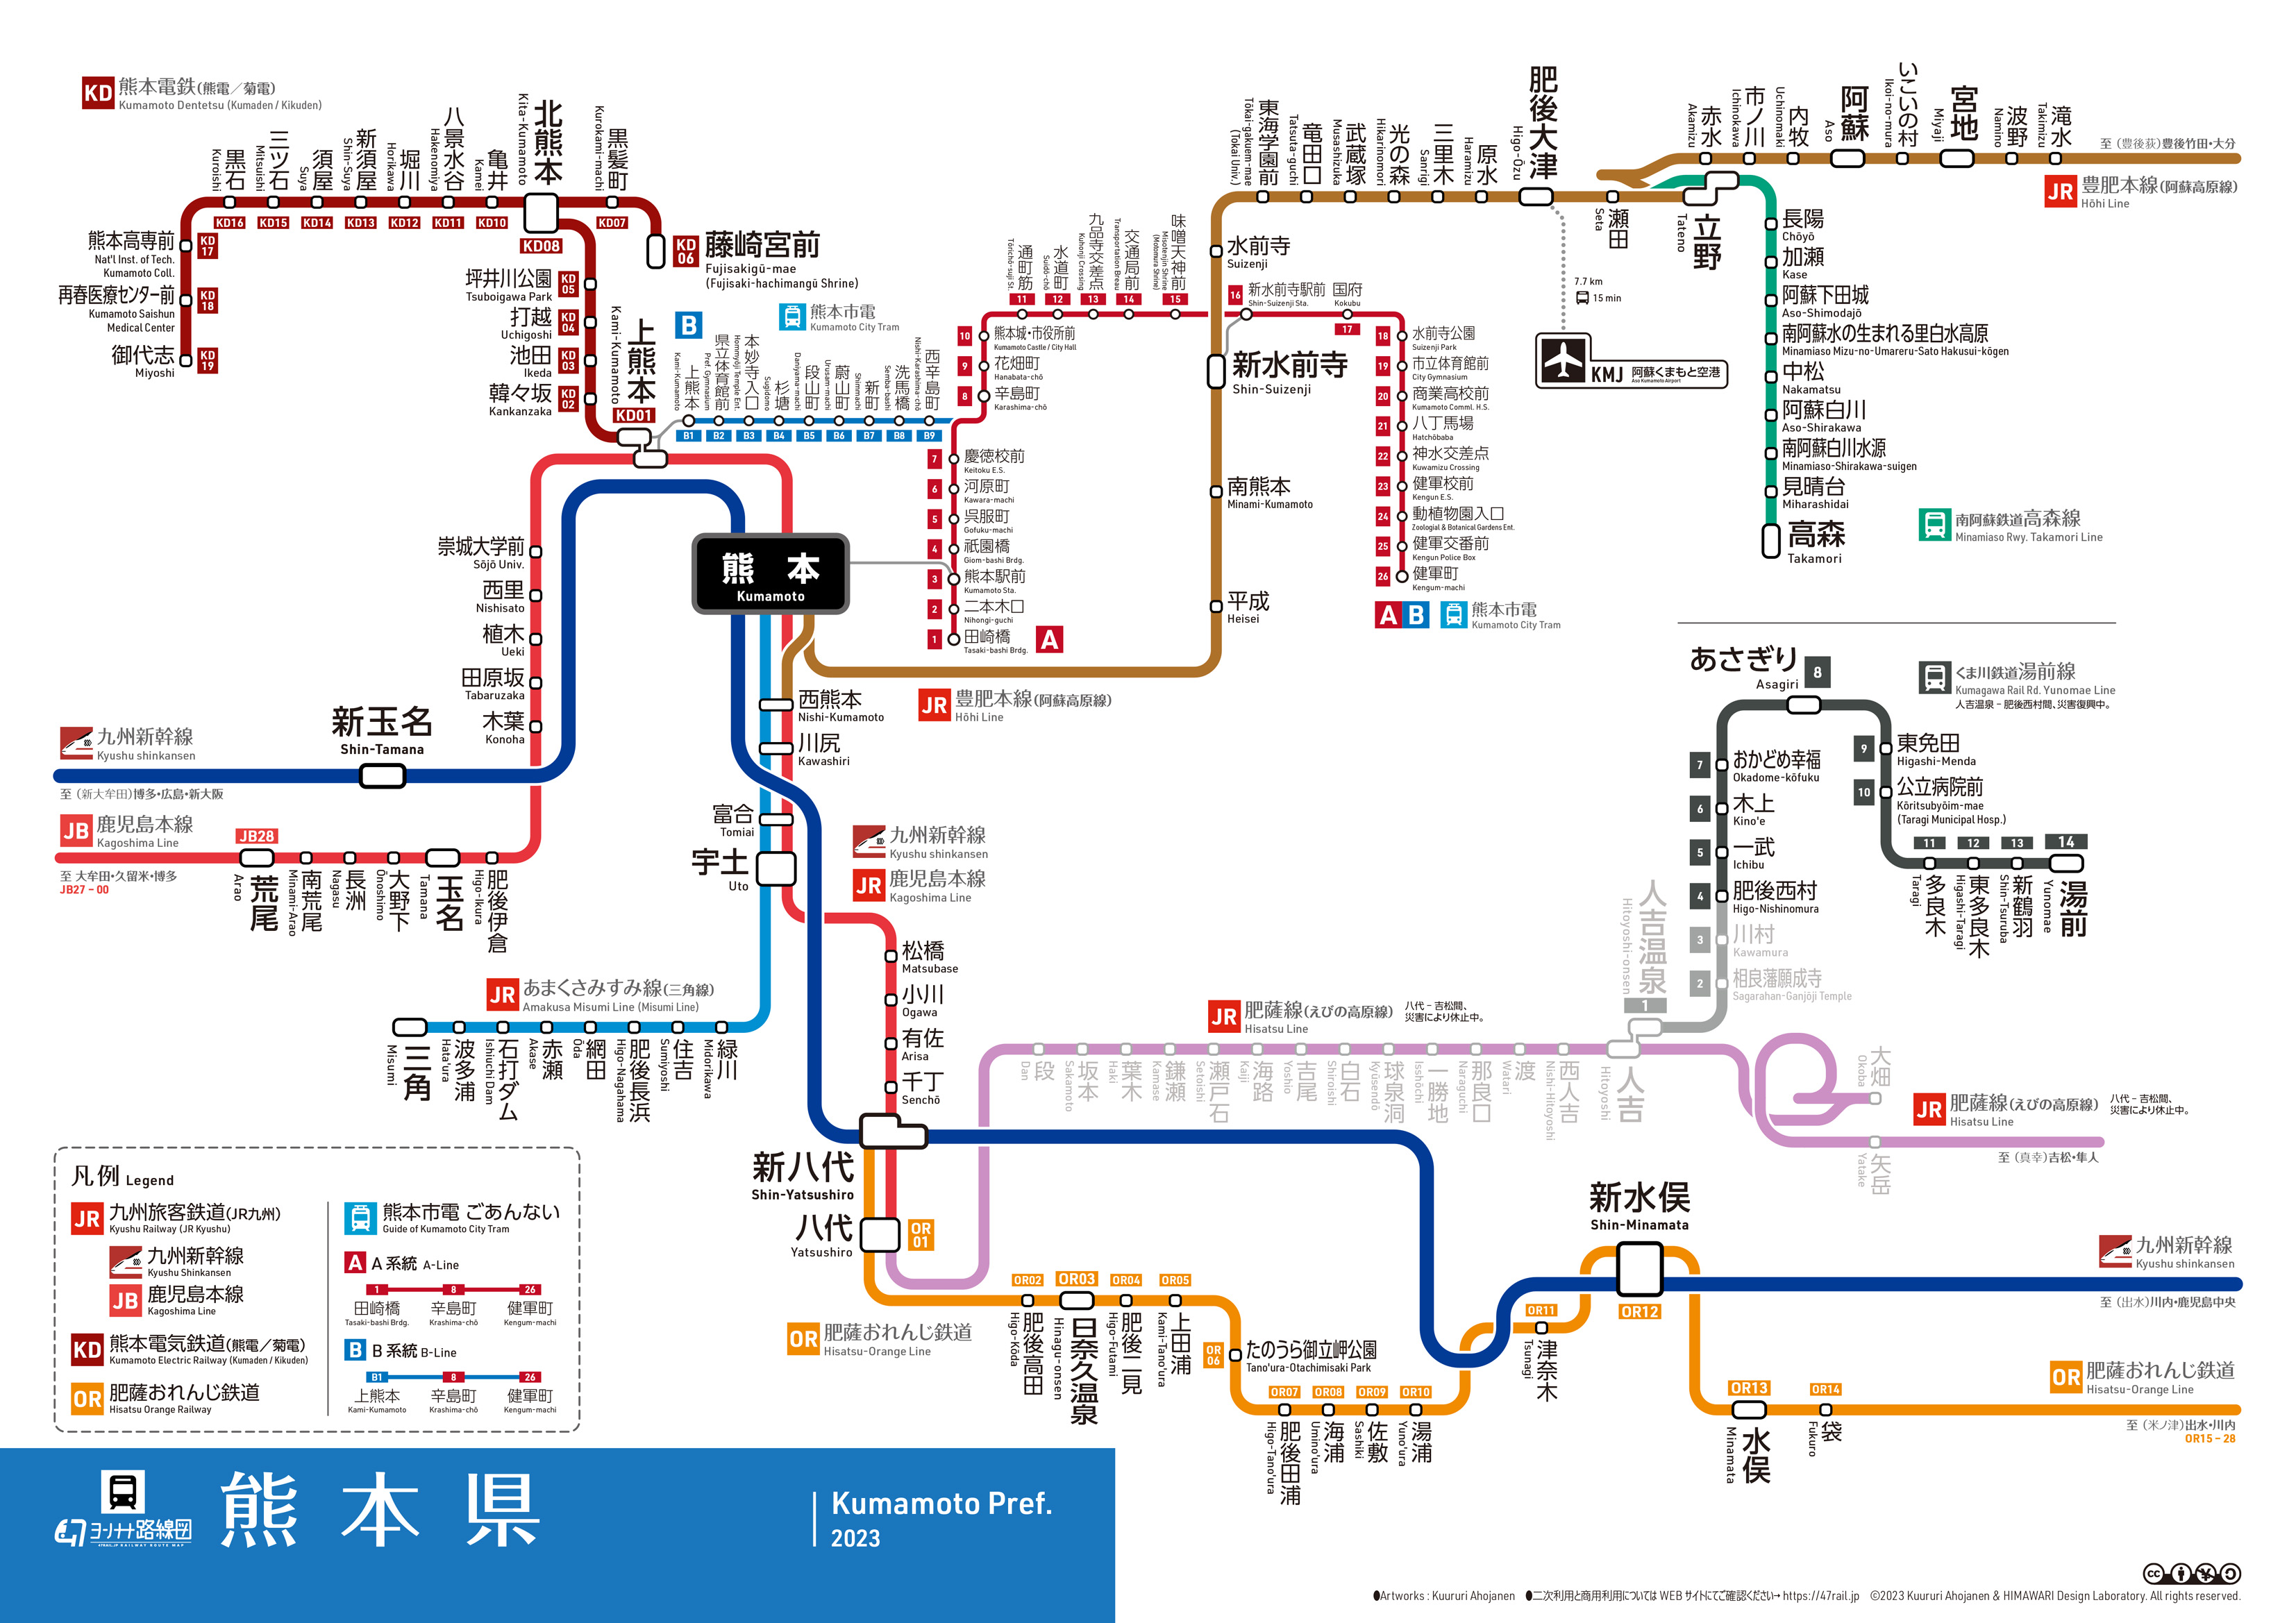 KD 熊本電鉄(熊電／菊電)
Kumamoto Dentetsu (Kumaden / Kikuden)
黒石
Kuroishi
KD16
三ツ石
Mitsuishi
KD15
須屋
Suya
KD14
新須屋
Shin-Suya
KD13
堀川
Horikawa
KD12
八景水谷
Hakenomiya
KD11
亀井
Kamei
KD10
北熊本
Kita-Kumamoto
KD08
黒髪町
Kurokami-machi
KD07
KD 06
藤崎宮前
Fujisakigū-mae
(Fujisaki-hachimangū Shrine)
熊本高専前
Nat'l Inst. of Tech.
Kumamoto Coll.
KD 17
再春医療センター前
Kumamoto Saishun
Medical Center
KD 18
御代志
Miyoshi
KD 19
坪井川公園
Tsuboigawa Park
KD 05
打越
Uchigoshi
KD 04
池田
Ikeda
KD 03
韓々坂
Kankanzaka
KD 02
上熊本
Kami-Kumamoto
KD01
B
熊本市電
Kumamoto City Tram
上熊本
Kami-Kumamoto
B1
県立体育館前
Pref. Gymnasium
B2
本妙寺入口
Hommyōji Temple Ent.
B3
杉塘
Sugidomo
B4
段山町
Daniyama-machi
B5
蔚山町
Urusan-machi
B6
新町
Shinmachi
B7
洗馬橋
Semba-bashi
B8
西辛島町
Nishi-Karashima-chō
B9
10 熊本城・市役所前
Kumamoto Castle / City Hall
9 花畑町
Hanabata-chō
8 辛島町
Karashima-chō
7 慶徳校前
Keitoku E.S.
6 河原町
Kawara-machi
5 呉服町
Gofuku-machi
4 祇園橋
Giom-bashi Brdg.
3 熊本駅前
Kumamoto Sta.
2 二本木口
Nihongi-guchi
1 田崎橋
Tasaki-bashi Brdg.
A
通町筋
Tōrichō-suji St.
11
水道町
Suidō-chō
12
九品寺交差点
Kuhonji Crossing
13
交通局前
Transportation Breau
14
味噌天神前
Misotenjin Shrine
(Motomura Shrine)
15
16 新水前寺駅前
Shin-Suizenji Sta.
国府
Kokubu
17
18 水前寺公園
Suizenji Park
19 市立体育館前
City Gymnasium
20 商業高校前
Kumamoto Comml. H.S.
21 八丁馬場
Hatchōbaba
22 神水交差点
Kuwamizu Crossing
23 健軍校前
Kengun E.S.
24 動植物園入口
Zoologial & Botanical Gardens Ent.
25 健軍交番前
Kengun Police Box
26 健軍町
Kengum-machi
A B 熊本市電
Kumamoto City Tram
東海学園前
Tōkai-gakuem-mae
(Tokai Univ.)
竜田口
Tatsuta-guchi
武蔵塚
Musashizuka
光の森
Hikarinomori
三里木
Sanrigi
原水
Haramizu
肥後大津
Higo-Ōzu
瀬田
Seta
立野
Tateno
赤水
Akamizu
市ノ川
Ichinokawa
内牧
Uchinomaki
阿蘇
Aso
いこいの村
Ikoi-no-mura
宮地
Miyaji
波野
Namino
滝水
Takimizu
至 (豊後荻)豊後竹田・大分
JR 豊肥本線(阿蘇高原線)
Hōhi Line
7.7 km
15 min
KMJ 阿蘇くまもと空港
Aso Kumamoto Airport
長陽
Chōyō
加瀬
Kase
阿蘇下田城
Aso-Shimodajō
南阿蘇水の生まれる里白水高原
Minamiaso Mizu-no-Umareru-Sato Hakusui-kōgen
中松
Nakamatsu
阿蘇白川
Aso-Shirakawa
南阿蘇白川水源
Minamiaso-Shirakawa-suigen
見晴台
Miharashidai
高森
Takamori
南阿蘇鉄道高森線
Minamiaso Rwy. Takamori Line
水前寺
Suizenji
新水前寺
Shin-Suizenji
南熊本
Minami-Kumamoto
平成
Heisei
熊本
Kumamoto
JR 豊肥本線(阿蘇高原線)
Hōhi Line
崇城大学前
Sōjō Univ.
西里
Nishisato
植木
Ueki
田原坂
Tabaruzaka
木葉
Konoha
新玉名
Shin-Tamana
九州新幹線
Kyushu shinkansen
至 (新大牟田)博多・広島・新大阪
JB 鹿児島本線
Kagoshima Line
至 大牟田・久留米・博多
JB27 – 00
JB28
荒尾
Arao
南荒尾
Minami-Arao
長洲
Nagasu
大野下
Ōnoshimo
玉名
Tamana
肥後伊倉
Higo-Ikura
西熊本
Nishi-Kumamoto
川尻
Kawashiri
富合
Tomiai
宇土
Uto
九州新幹線
Kyushu shinkansen
JR 鹿児島本線
Kagoshima Line
松橋
Matsubase
小川
Ogawa
有佐
Arisa
千丁
Senchō
JR あまくさみすみ線(三角線)
Amakusa Misumi Line (Misumi Line)
三角
Misumi
波多浦
Hata'ura
石打ダム
Ishiuchi Dam
赤瀬
Akase
網田
Ōda
肥後長浜
Higo-Nagahama
住吉
Sumiyoshi
緑川
Midorikawa
新八代
Shin-Yatsushiro
八代
Yatsushiro
OR 01
JR 肥薩線(えびの高原線)
Hisatsu Line
八代 – 吉松間、
災害により休止中。
段
Dan
坂本
Sakamoto
葉木
Haki
鎌瀬
Kamase
瀬戸石
Setoishi
海路
Kaiji
吉尾
Yoshio
白石
Shiroishi
球泉洞
Kyūsendō
一勝地
Isshōchi
那良口
Naraguchi
渡
Watari
西人吉
Nishi-Hitoyoshi
人吉
Hitoyoshi
人吉温泉
Hitoyoshi-onsen
1
2 相良藩願成寺
Sagarahan-Ganjōji Temple
3 川村
Kawamura
4 肥後西村
Higo-Nishinomura
5 一武
Ichibu
6 木上
Kino'e
7 おかどめ幸福
Okadome-kōfuku
あさぎり
Asagiri
8
くま川鉄道湯前線
Kumagawa Rail Rd. Yunomae Line
人吉温泉 – 肥後西村間、災害復興中。
9 東免田
Higashi-Menda
10 公立病院前
Kōritsubyōim-mae
(Taragi Municipal Hosp.)
11
多良木
Taragi
12
東多良木
Higashi-Taragi
13
新鶴羽
Shin-Tsuruba
14
湯前
Yunomae
大畑
Okoba
矢岳
Yatake
JR 肥薩線(えびの高原線)
Hisatsu Line
八代 – 吉松間、
災害により休止中。
至 (真幸)吉松・隼人
新水俣
Shin-Minamata
OR12
九州新幹線
Kyushu shinkansen
至 (出水)川内・鹿児島中央
OR 肥薩おれんじ鉄道
Hisatsu-Orange Line
OR02
肥後高田
Higo-Kōda
OR03
日奈久温泉
Hinagu-onsen
OR04
肥後二見
Higo-Futami
OR05
上田浦
Kami-Tano'ura
OR 06
たのうら御立岬公園
Tano'ura-Otachimisaki Park
OR07
肥後田浦
Higo-Tano'ura
OR08
海浦
Umino'ura
OR09
佐敷
Sashiki
OR10
湯浦
Yuno'ura
OR11
津奈木
Tsunagi
OR13
水俣
Minamata
OR14
袋
Fukuro
OR 肥薩おれんじ鉄道
Hisatsu-Orange Line
至 (米ノ津)出水・川内
OR15 – 28
凡例 Legend
JR 九州旅客鉄道(JR九州)
Kyushu Railway (JR Kyushu)
九州新幹線
Kyushu Shinkansen
JB 鹿児島本線
Kagoshima Line
KD 熊本電気鉄道(熊電／菊電)
Kumamoto Electric Railway (Kumaden / Kikuden)
OR 肥薩おれんじ鉄道
Hisatsu Orange Railway
熊本市電 ごあんない
Guide of Kumamoto City Tram
A A 系統 A-Line
1 8 26
田崎橋 辛島町 健軍町
Tasaki-bashi Brdg. Krashima-chō Kengum-machi
B B 系統 B-Line
B1 8 26
上熊本 辛島町 健軍町
Kami-Kumamoto Krashima-chō Kengum-machi
47 ヨンナナ路線図
47RAIL.JP RAILWAY ROUTE MAP
熊本県
Kumamoto Pref.
2023
cc
●Artworks : Kuururi Ahojanen ●二次利用と商用利用については WEB サイトにてご確認ください→ https://47rail.jp ©2023 Kuururi Ahojanen & HIMAWARI Design Laboratory. All rights reserved.